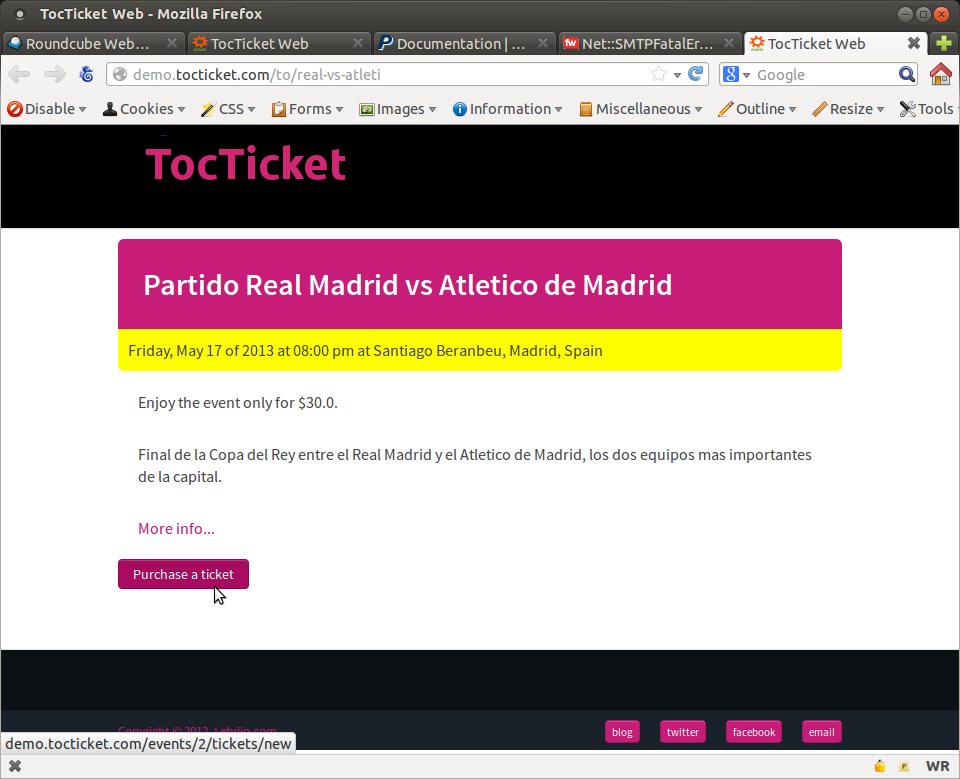 TocTicket Web - Mozilla Firefox
Roundcube Web... TocTicket Web Documentation | ... Net::SMTPFatalEr... TocTicket Web
demo.tocticket.com/to/real-vs-atleti Google
Disable Cookies CSS Forms Images Information Miscellaneous Outline Resize Tools
TocTicket
Partido Real Madrid vs Atletico de Madrid
Friday, May 17 of 2013 at 08:00 pm at Santiago Beranbeu, Madrid, Spain
Enjoy the event only for $30.0.
Final de la Copa del Rey entre el Real Madrid y el Atletico de Madrid, los dos equipos mas importantes
de la capital.
More info...
Purchase a ticket
Copyright © 2012, Lebrijo.com
blog twitter facebook email
demo.tocticket.com/events/2/tickets/new
WR